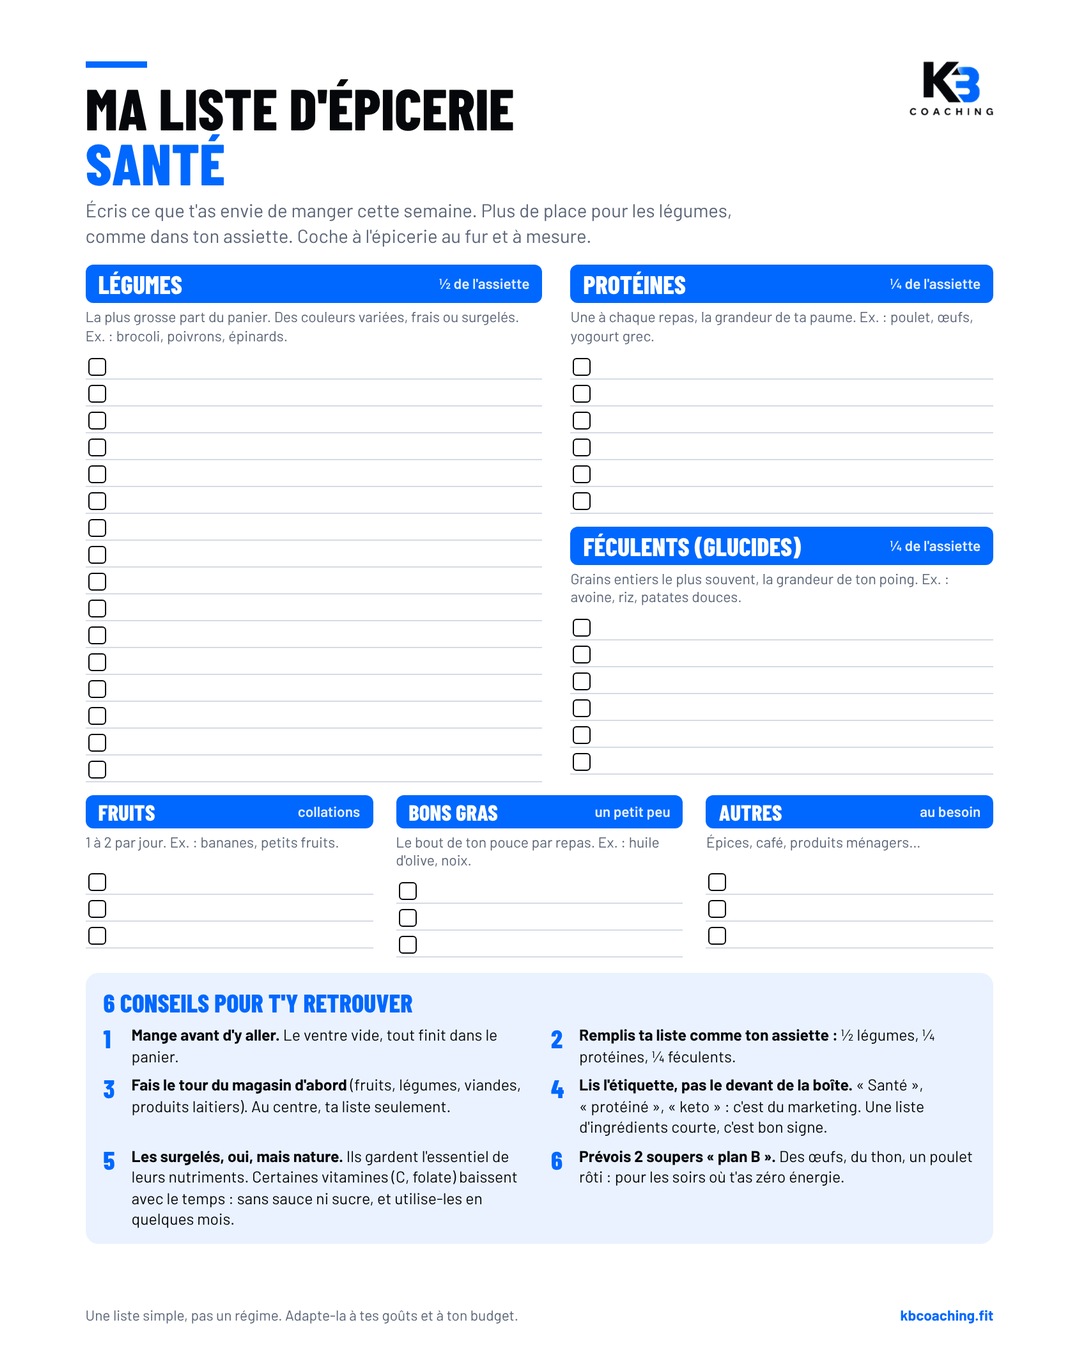 MA LISTE D'ÉPICERIE
SANTÉ
K3
COACHING
Écris ce que t'as envie de manger cette semaine. Plus de place pour les légumes,
comme dans ton assiette. Coche à l'épicerie au fur et à mesure.
LÉGUMES ½ de l'assiette
La plus grosse part du panier. Des couleurs variées, frais ou surgelés.
Ex. : brocoli, poivrons, épinards.
PROTÉINES ¼ de l'assiette
Une à chaque repas, la grandeur de ta paume. Ex. : poulet, œufs,
yogourt grec.
FÉCULENTS (GLUCIDES) ¼ de l'assiette
Grains entiers le plus souvent, la grandeur de ton poing. Ex. :
avoine, riz, patates douces.
FRUITS collations
1 à 2 par jour. Ex. : bananes, petits fruits.
BONS GRAS un petit peu
Le bout de ton pouce par repas. Ex. : huile
d'olive, noix.
AUTRES au besoin
Épices, café, produits ménagers...
6 CONSEILS POUR T'Y RETROUVER
1 Mange avant d'y aller. Le ventre vide, tout finit dans le
panier.
2 Remplis ta liste comme ton assiette : ½ légumes, ¼
protéines, ¼ féculents.
3 Fais le tour du magasin d'abord (fruits, légumes, viandes,
produits laitiers). Au centre, ta liste seulement.
4 Lis l'étiquette, pas le devant de la boîte. « Santé »,
« protéiné », « keto » : c'est du marketing. Une liste
d'ingrédients courte, c'est bon signe.
5 Les surgelés, oui, mais nature. Ils gardent l'essentiel de
leurs nutriments. Certaines vitamines (C, folate) baissent
avec le temps : sans sauce ni sucre, et utilise-les en
quelques mois.
6 Prévois 2 soupers « plan B ». Des œufs, du thon, un poulet
rôti : pour les soirs où t'as zéro énergie.
Une liste simple, pas un régime. Adapte-la à tes goûts et à ton budget.
kbcoaching.fit